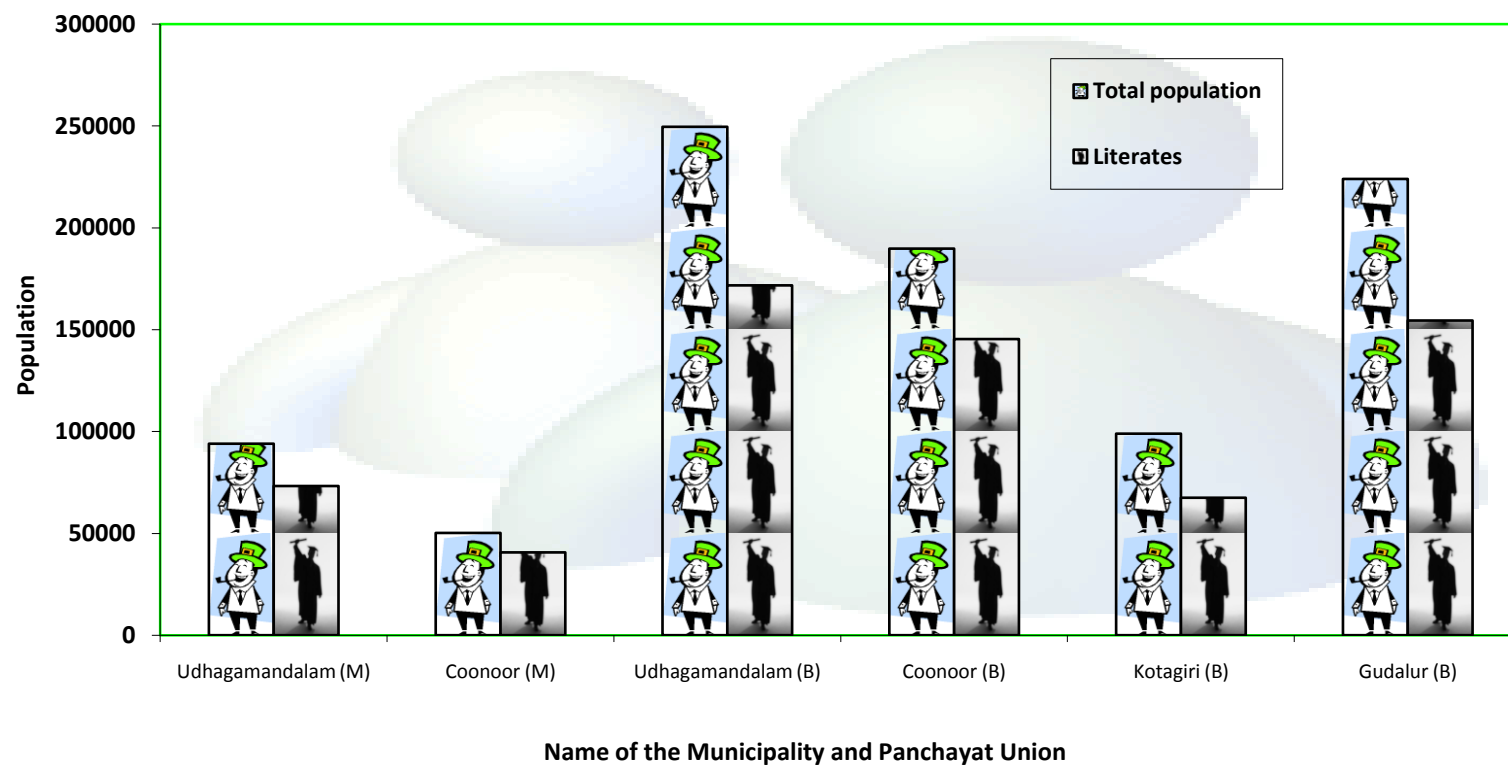 300000
250000
200000
150000
100000
50000
0
Population
Total population
Literates
Udhagamandalam (M)
Coonoor (M)
Udhagamandalam (B)
Coonoor (B)
Kotagiri (B)
Gudalur (B)
Name of the Municipality and Panchayat Union